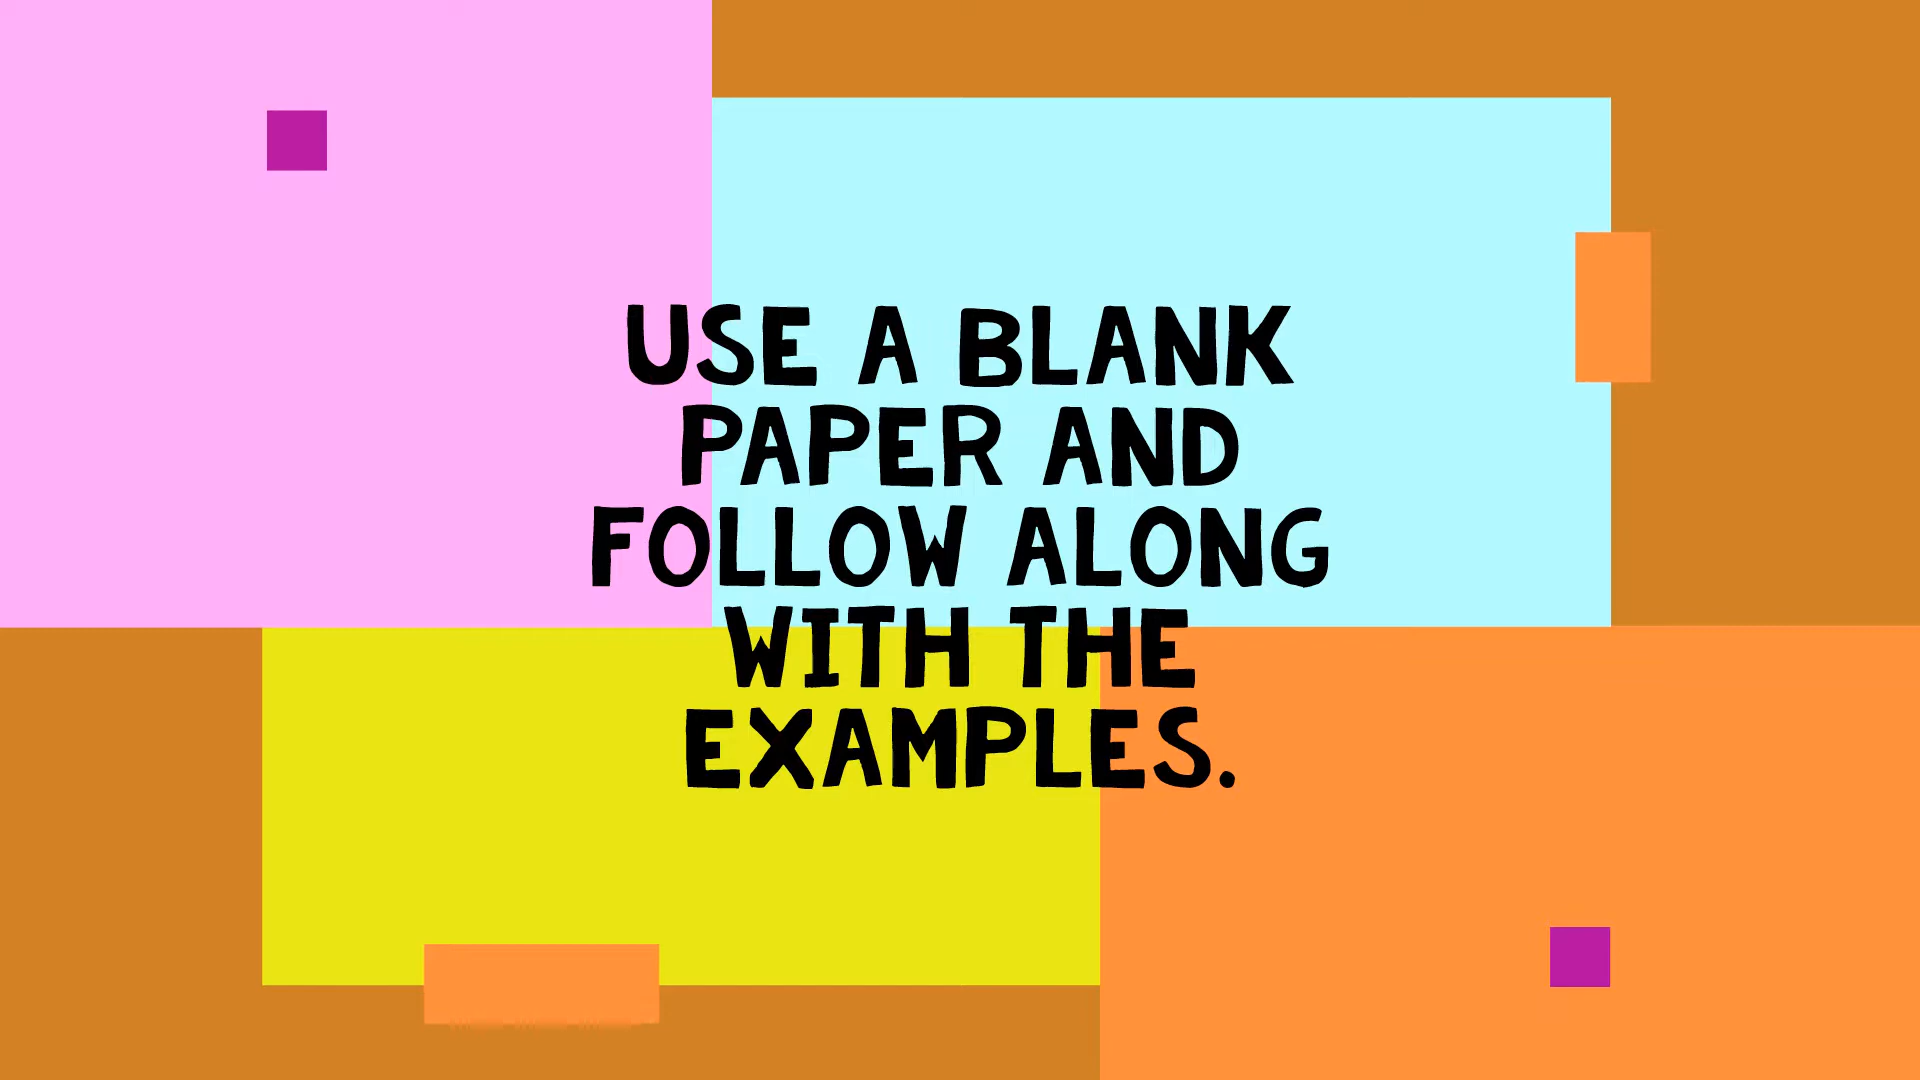 USE A BLANK
PAPER AND
FOLLOW ALONG
WITH THE
EXAMPLES.